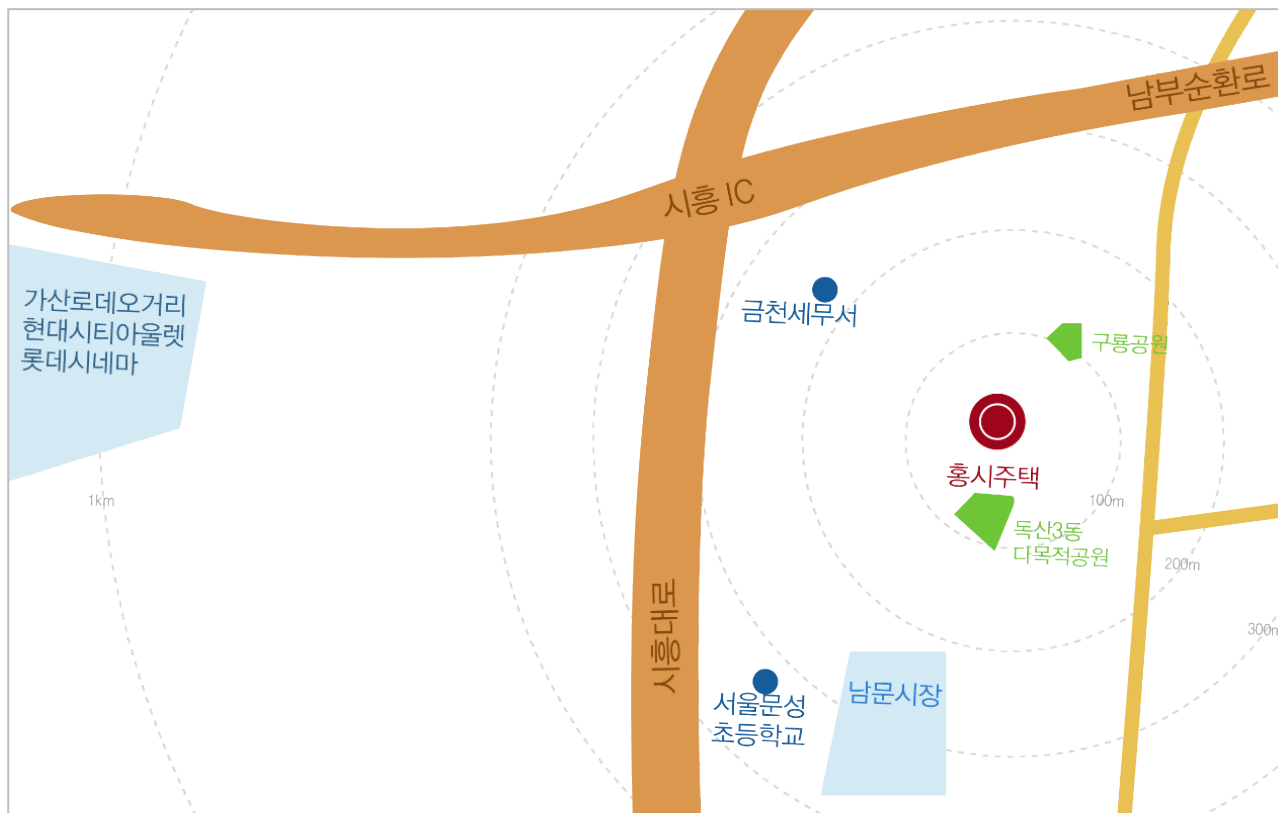 남부순환로
시흥 IC
가산로데오거리
현대시티아울렛
롯데시네마
금천세무서
구룡공원
홍시주택
1km
100m
독산3동
다목적공원
200m
시흥대로
300m
남문시장
서울문성
초등학교